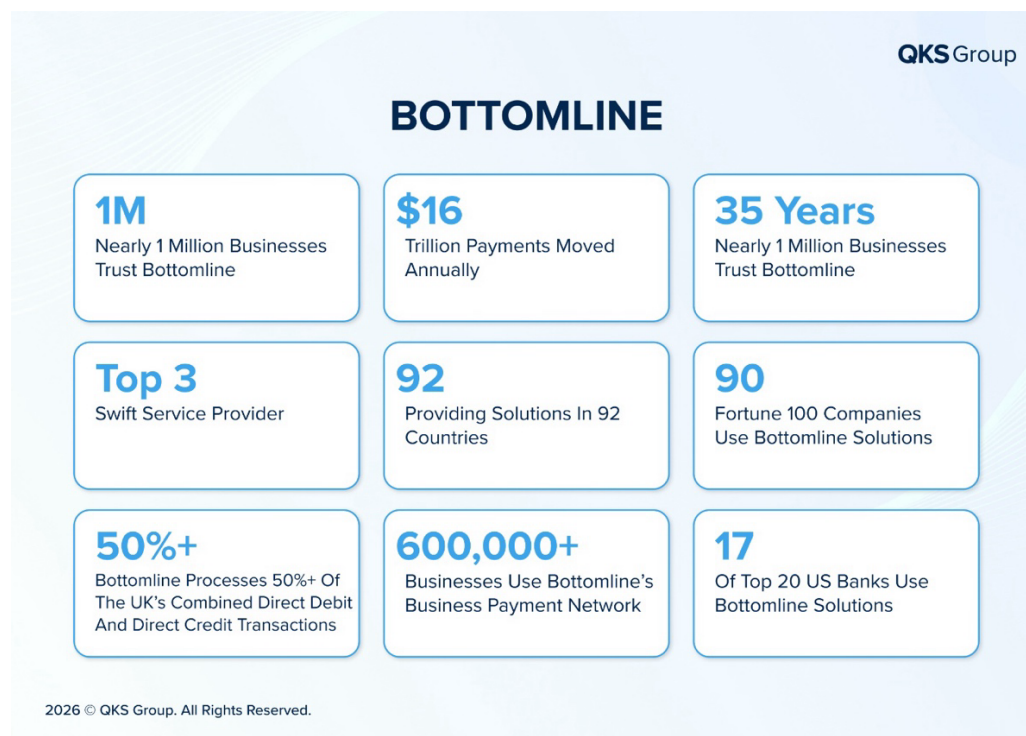 QKS Group
BOTTOMLINE
1M
Nearly 1 Million Businesses
Trust Bottomline
$16
Trillion Payments Moved
Annually
35 Years
Nearly 1 Million Businesses
Trust Bottomline
Top 3
Swift Service Provider
92
Providing Solutions In 92
Countries
90
Fortune 100 Companies
Use Bottomline Solutions
50%+
Bottomline Processes 50%+ Of
The UK's Combined Direct Debit
And Direct Credit Transactions
600,000+
Businesses Use Bottomline's
Business Payment Network
17
Of Top 20 US Banks Use
Bottomline Solutions
2026 © QKS Group. All Rights Reserved.